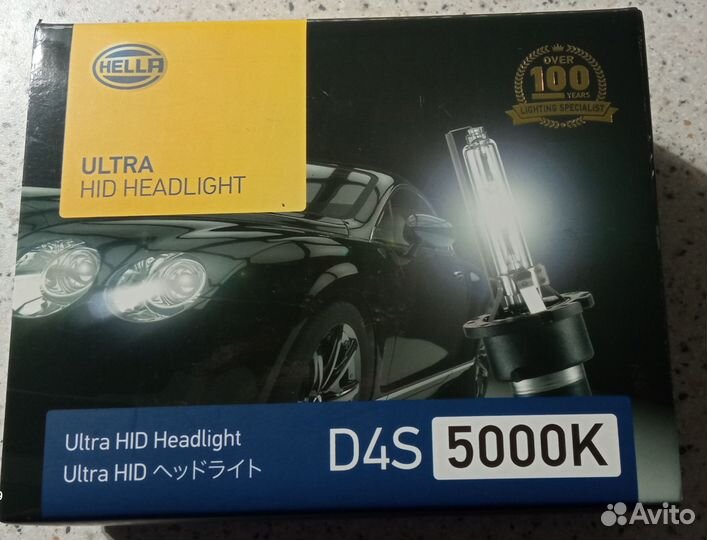 HELLA
OVER
100
YEARS
LIGHTING SPECIALIST
ULTRA
HID HEADLIGHT
Ultra HID Headlight
Ultra HID ヘッドライト
D4S 5000K
9
Avito